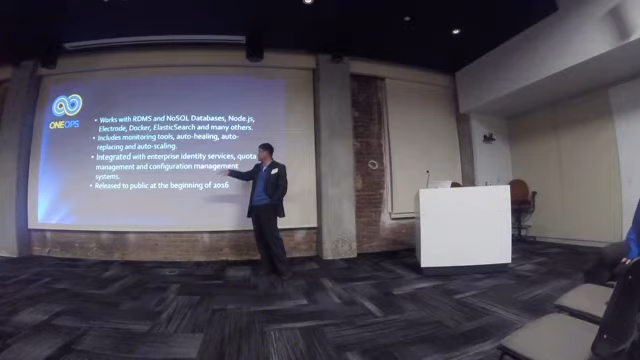 ONEOPS
• Works with RDMS and NoSQL Databases, Node.js,
Electrode, Docker, ElasticSearch and many others.
• Includes monitoring tools, auto-healing, auto-
replacing and auto-scaling.
• Integrated with enterprise identity services, quota
management and configuration management
systems.
• Released to public at the beginning of 2016